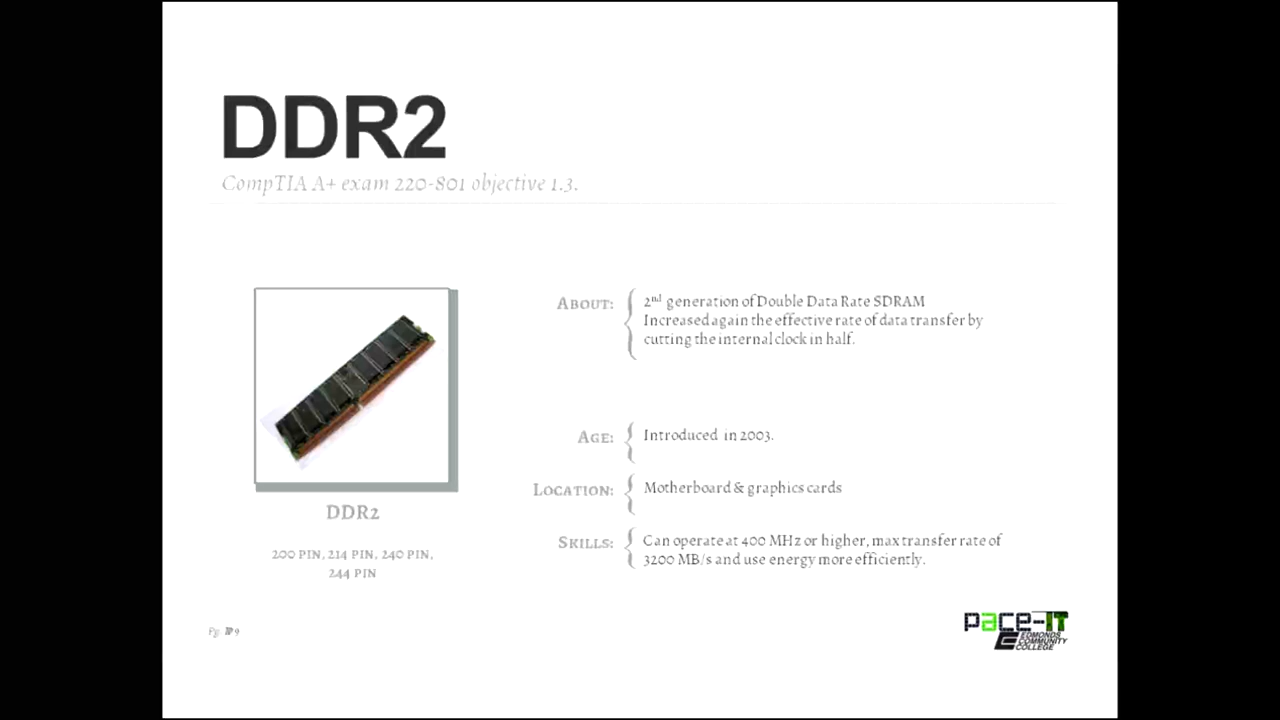 DDR2
CompTIA A+ exam 220-801 objective 1.3.
About:
2nd generation of Double Data Rate SDRAM
Increased again the effective rate of data transfer by
cutting the internal clock in half.
Age:
Introduced in 2003.
Location:
Motherboard & graphics cards
Skills:
Can operate at 400 MHz or higher, max transfer rate of
3200 MB/s and use energy more efficiently.
DDR2
200 PIN, 214 PIN, 240 PIN,
244 PIN
pace-IT
EDMONDS
COMMUNITY
COLLEGE